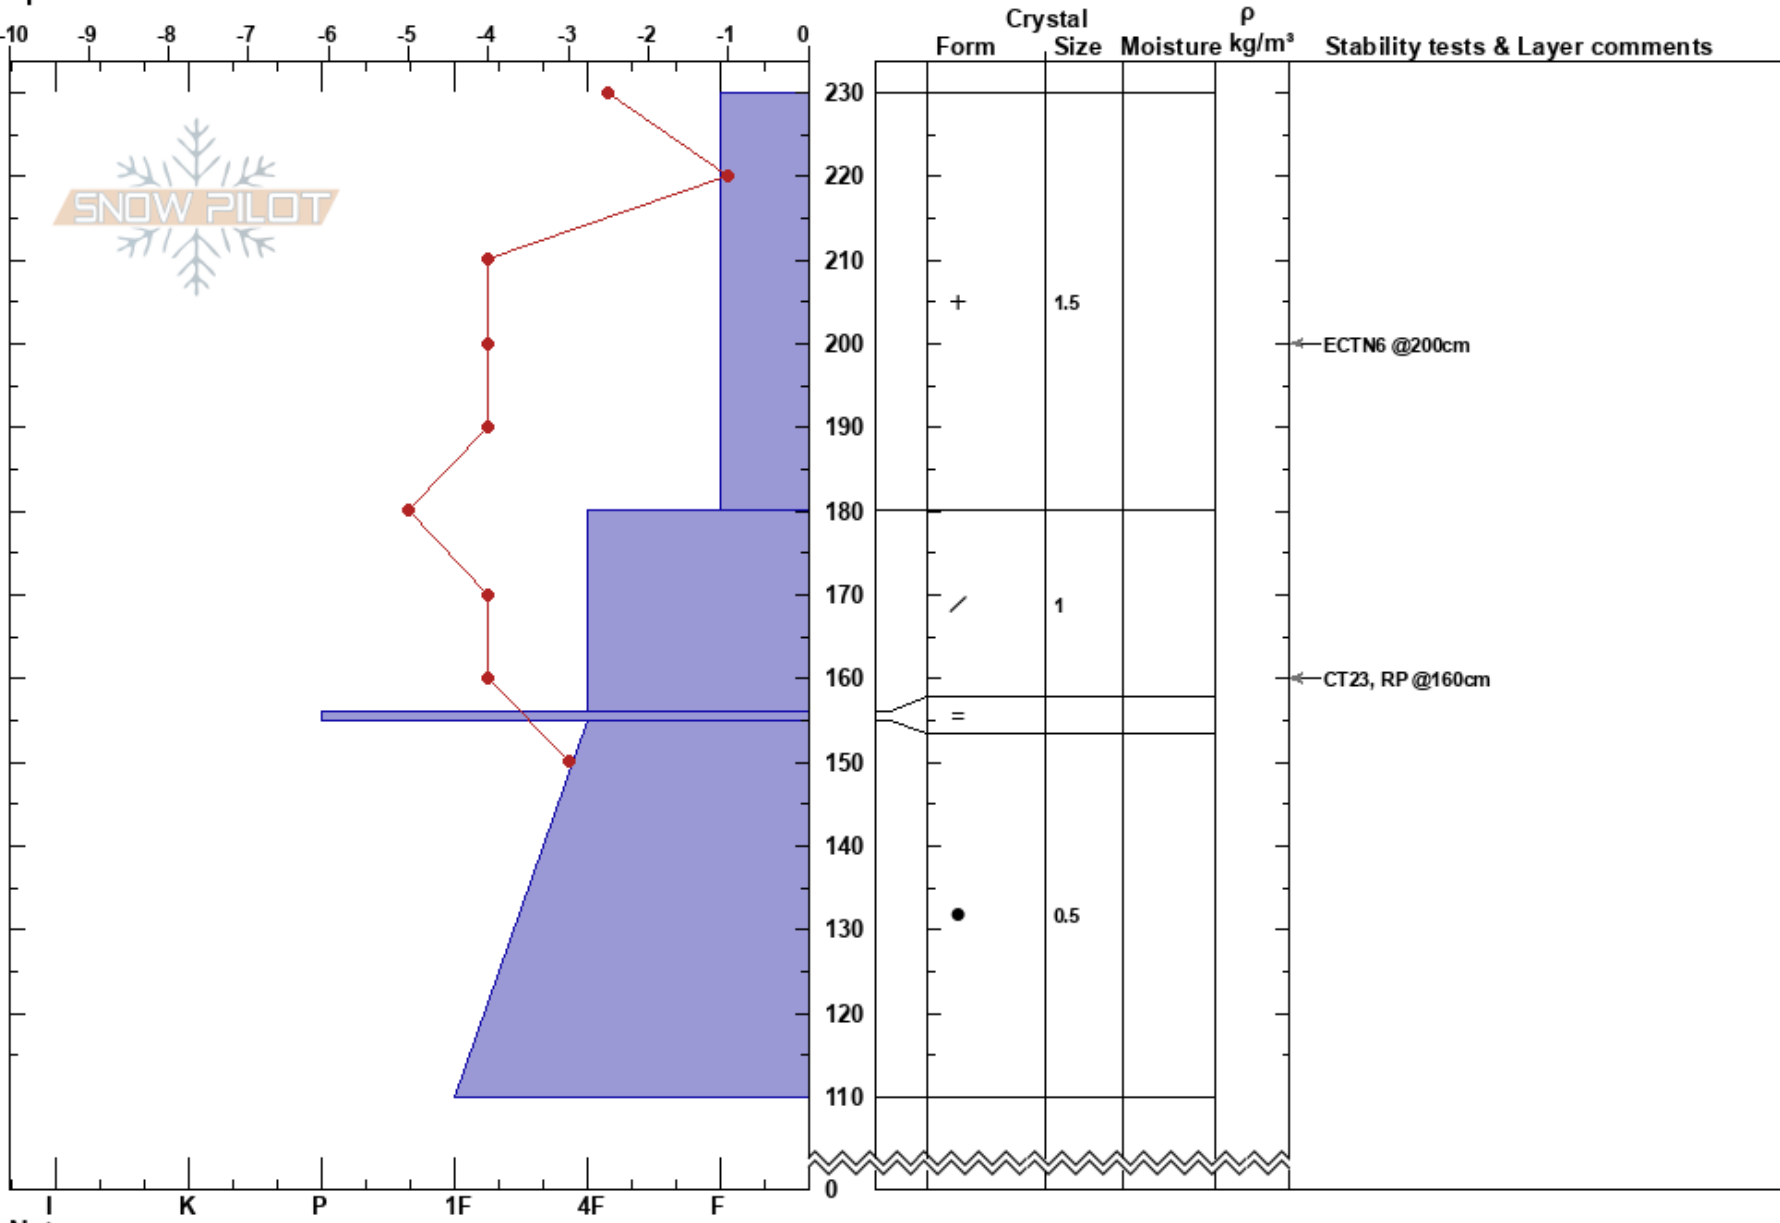 Crystal ρ
-10 -9 -8 -7 -6 -5 -4 -3 -2 -1 0 Form Size Moisture kg/m³ Stability tests & Layer comments
230
220
SNOW PILOT
210
+ 1.5
200 ECTN6 @200cm
190
180
170
/ 1
160 CT23, RP @160cm
=
150
140
130
● 0.5
120
110
0
I K P 1F 4F F